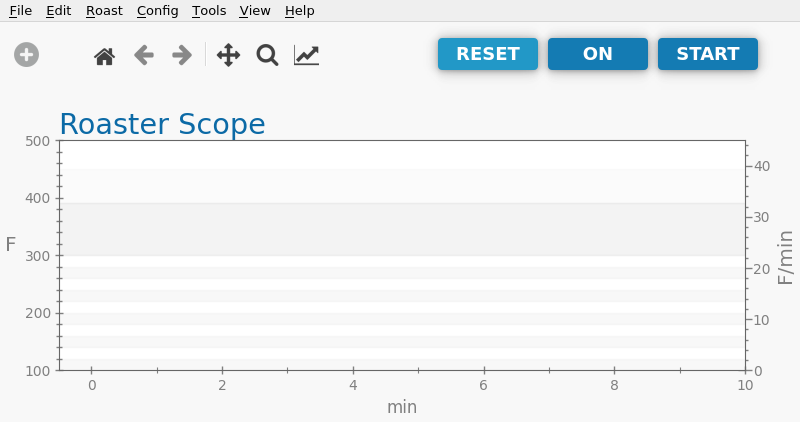 File Edit Roast Config Tools View Help
RESET ON START
Roaster Scope
500
400
300
200
100
F
40
30
20
10
0
F/min
0 2 4 6 8 10
min